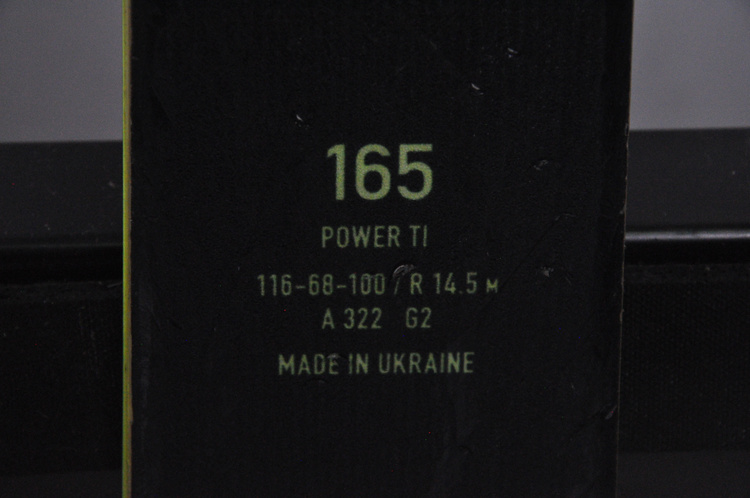 165
POWER TI
116-68-100 / R 14.5 M
A 322 G2
MADE IN UKRAINE